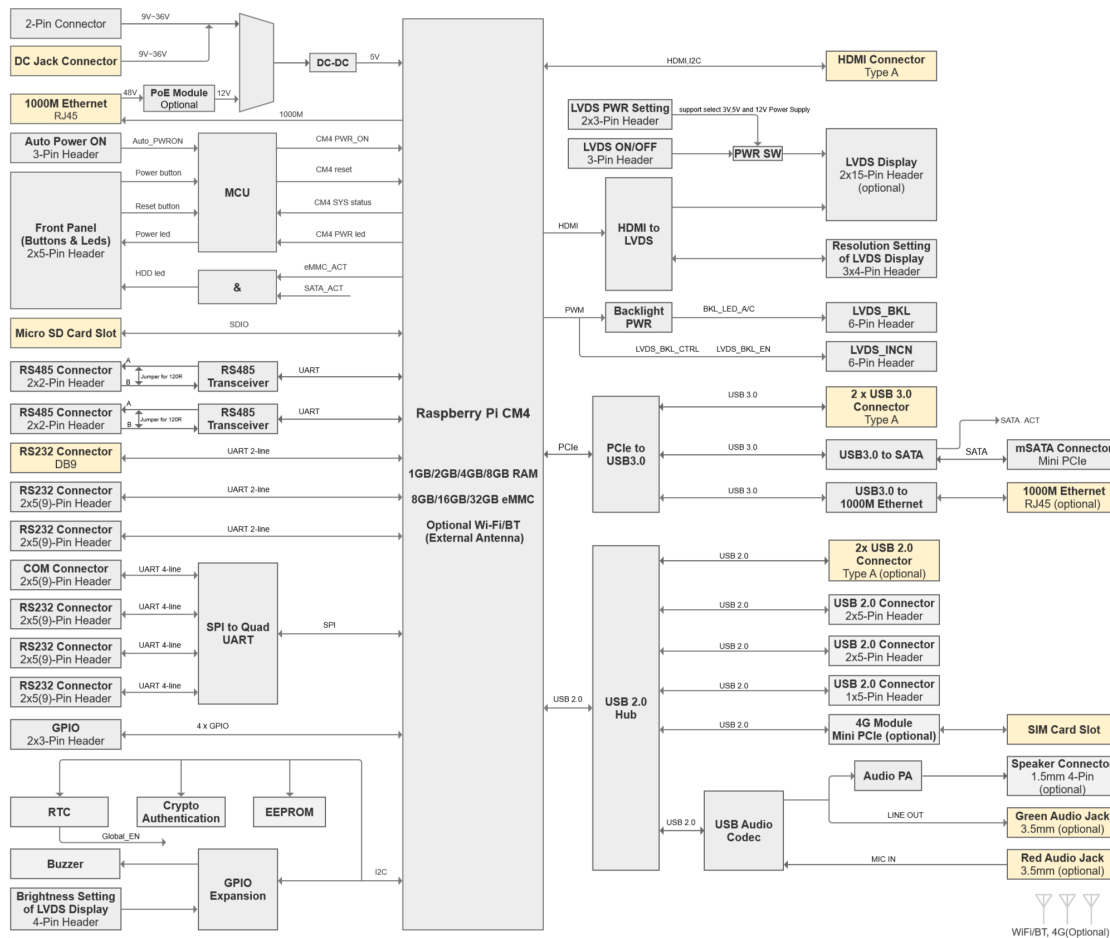 2-Pin Connector
9V~36V
DC Jack Connector
9V~36V
DC-DC
5V
1000M Ethernet
RJ45
48V
PoE Module
Optional
12V
1000M
Auto Power ON
3-Pin Header
Auto_PWRON
Front Panel
(Buttons & Leds)
2x5-Pin Header
Power button
Reset button
Power led
HDD led
MCU
CM4 PWR_ON
CM4 reset
CM4 SYS status
CM4 PWR led
&
eMMC_ACT
SATA_ACT
Micro SD Card Slot
SDIO
RS485 Connector
2x2-Pin Header
A
Jumper for 120R
B
RS485
Transceiver
UART
RS485 Connector
2x2-Pin Header
A
Jumper for 120R
B
RS485
Transceiver
UART
RS232 Connector
DB9
UART 2-line
RS232 Connector
2x5(9)-Pin Header
UART 2-line
RS232 Connector
2x5(9)-Pin Header
UART 2-line
COM Connector
2x5(9)-Pin Header
UART 4-line
RS232 Connector
2x5(9)-Pin Header
UART 4-line
RS232 Connector
2x5(9)-Pin Header
UART 4-line
RS232 Connector
2x5(9)-Pin Header
UART 4-line
SPI to Quad
UART
SPI
GPIO
2x3-Pin Header
4 x GPIO
RTC
Crypto
Authentication
EEPROM
Global_EN
Buzzer
Brightness Setting
of LVDS Display
4-Pin Header
GPIO
Expansion
I2C
Raspberry Pi CM4
1GB/2GB/4GB/8GB RAM
8GB/16GB/32GB eMMC
Optional Wi-Fi/BT
(External Antenna)
HDMI,I2C
HDMI Connector
Type A
LVDS PWR Setting
2x3-Pin Header
support select 3V,5V and 12V Power Supply
LVDS ON/OFF
3-Pin Header
PWR SW
LVDS Display
2x15-Pin Header
(optional)
HDMI
HDMI to
LVDS
Resolution Setting
of LVDS Display
3x4-Pin Header
PWM
Backlight
PWR
BKL_LED_A/C
LVDS_BKL
6-Pin Header
LVDS_BKL_CTRL
LVDS_BKL_EN
LVDS_INCN
6-Pin Header
PCIe
PCIe to
USB3.0
USB 3.0
2 x USB 3.0
Connector
Type A
USB 3.0
USB3.0 to SATA
SATA ACT
SATA
mSATA Connector
Mini PCIe
USB 3.0
USB3.0 to
1000M Ethernet
1000M Ethernet
RJ45 (optional)
USB 2.0
USB 2.0
Hub
USB 2.0
2x USB 2.0
Connector
Type A (optional)
USB 2.0
USB 2.0 Connector
2x5-Pin Header
USB 2.0
USB 2.0 Connector
2x5-Pin Header
USB 2.0
USB 2.0 Connector
1x5-Pin Header
USB 2.0
4G Module
Mini PCIe (optional)
SIM Card Slot
USB 2.0
USB Audio
Codec
Audio PA
Speaker Connector
1.5mm 4-Pin
(optional)
LINE OUT
Green Audio Jack
3.5mm (optional)
MIC IN
Red Audio Jack
3.5mm (optional)
WiFi/BT, 4G(Optional)